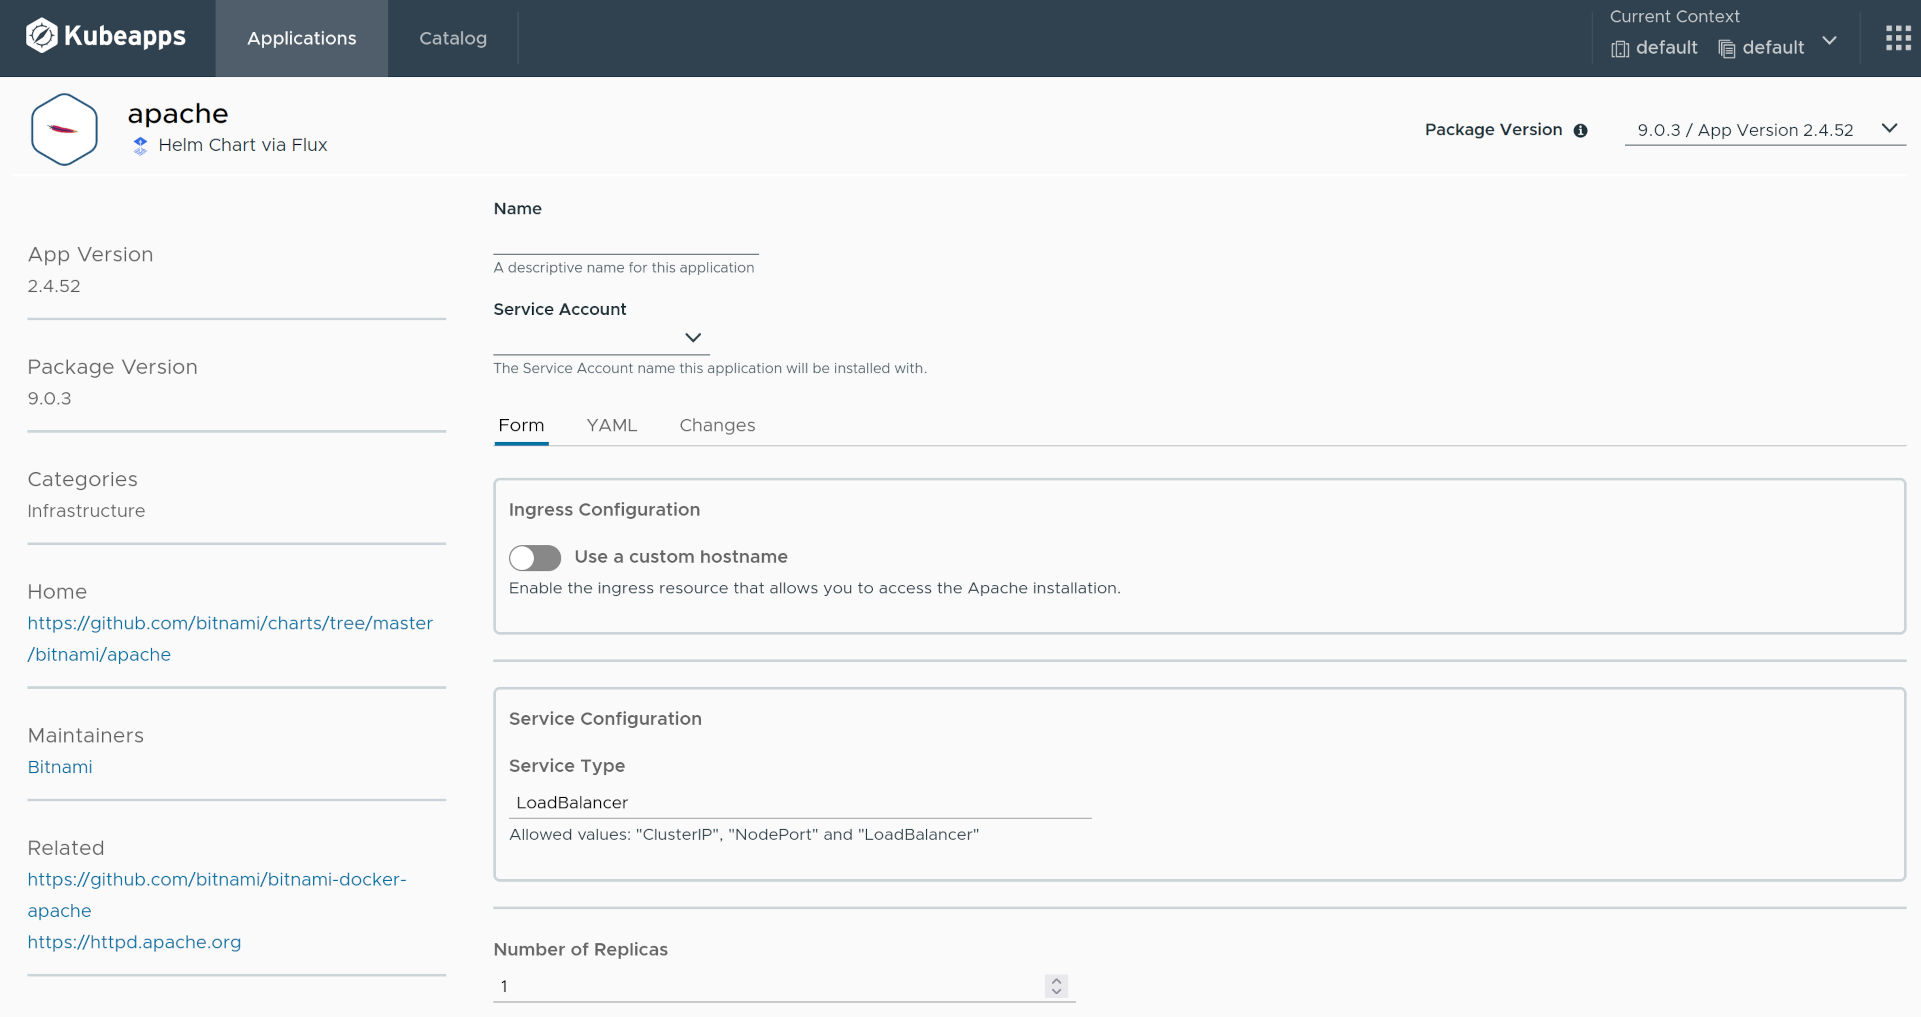 Kubeapps
Applications
Catalog
Current Context
default default
apache
Helm Chart via Flux
Package Version
9.0.3 / App Version 2.4.52
App Version
2.4.52
Package Version
9.0.3
Categories
Infrastructure
Home
https://github.com/bitnami/charts/tree/master
/bitnami/apache
Maintainers
Bitnami
Related
https://github.com/bitnami/bitnami-docker-
apache
https://httpd.apache.org
Name
A descriptive name for this application
Service Account
The Service Account name this application will be installed with.
Form YAML Changes
Ingress Configuration
Use a custom hostname
Enable the ingress resource that allows you to access the Apache installation.
Service Configuration
Service Type
LoadBalancer
Allowed values: "ClusterIP", "NodePort" and "LoadBalancer"
Number of Replicas
1